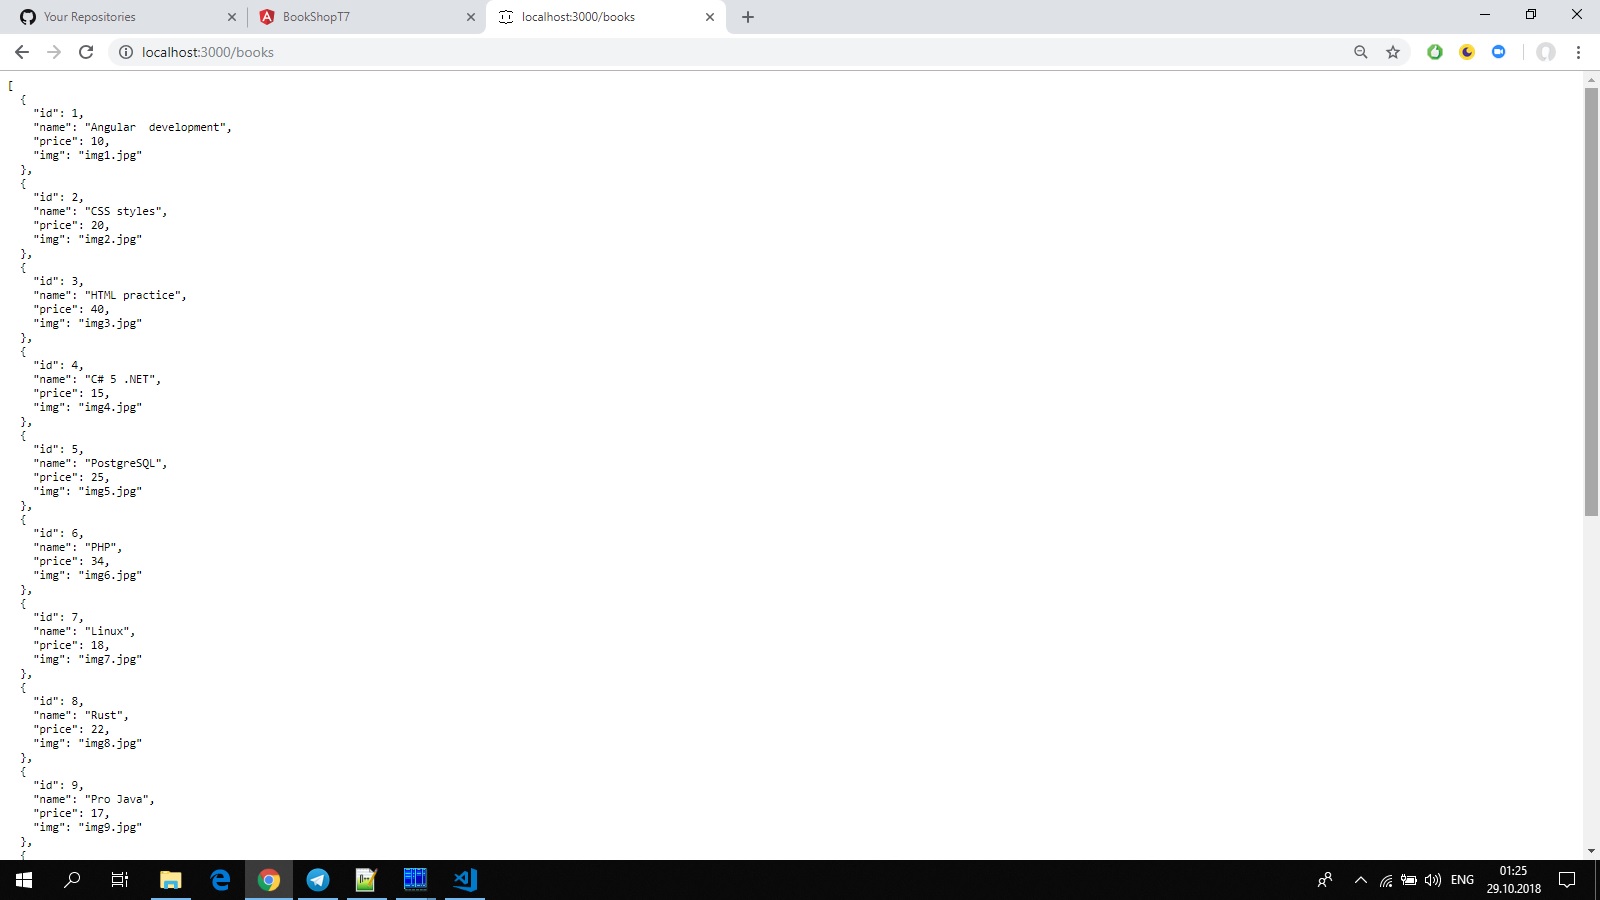 Your Repositories
BookShopT7
localhost:3000/books
localhost:3000/books
[
  {
    "id": 1,
    "name": "Angular  development",
    "price": 10,
    "img": "img1.jpg"
  },
  {
    "id": 2,
    "name": "CSS styles",
    "price": 20,
    "img": "img2.jpg"
  },
  {
    "id": 3,
    "name": "HTML practice",
    "price": 40,
    "img": "img3.jpg"
  },
  {
    "id": 4,
    "name": "C# 5 .NET",
    "price": 15,
    "img": "img4.jpg"
  },
  {
    "id": 5,
    "name": "PostgreSQL",
    "price": 25,
    "img": "img5.jpg"
  },
  {
    "id": 6,
    "name": "PHP",
    "price": 34,
    "img": "img6.jpg"
  },
  {
    "id": 7,
    "name": "Linux",
    "price": 18,
    "img": "img7.jpg"
  },
  {
    "id": 8,
    "name": "Rust",
    "price": 22,
    "img": "img8.jpg"
  },
  {
    "id": 9,
    "name": "Pro Java",
    "price": 17,
    "img": "img9.jpg"
  },
  {
ENG
01:25
29.10.2018